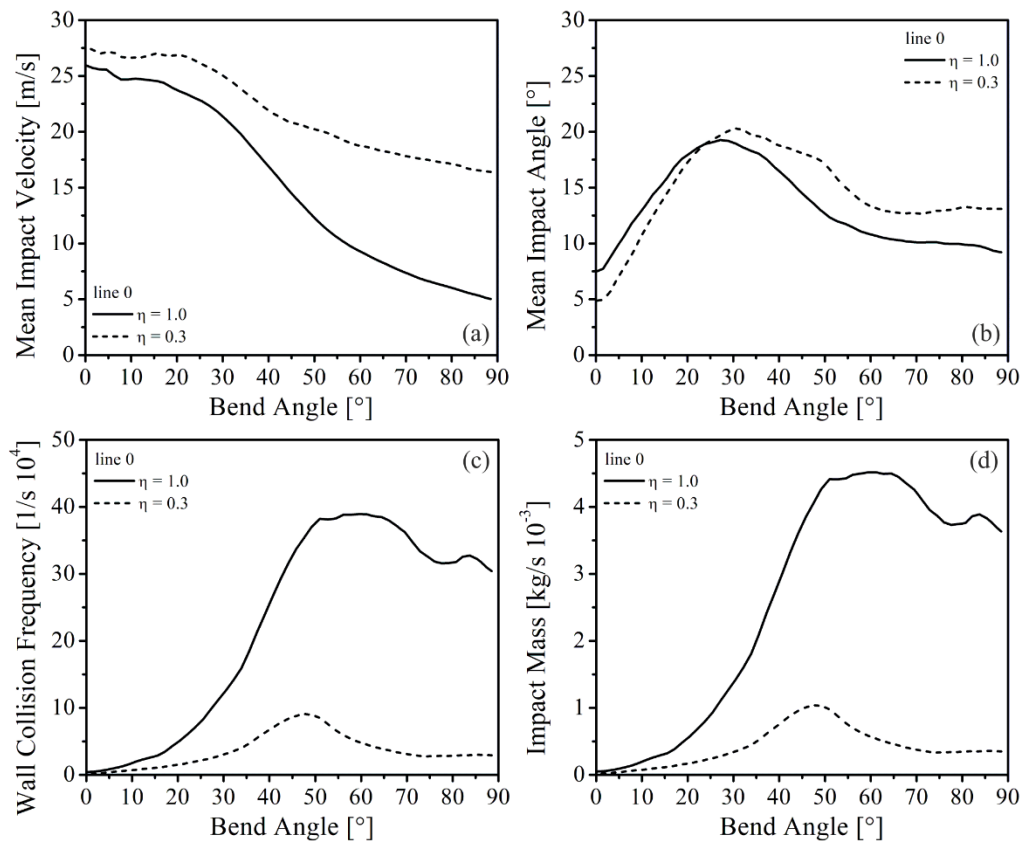 30
25
20
15
10
5
0
Mean Impact Velocity [m/s]
line 0
η = 1.0
η = 0.3
(a)
0 10 20 30 40 50 60 70 80 90
Bend Angle [°]
30
25
20
15
10
5
0
Mean Impact Angle [°]
line 0
η = 1.0
η = 0.3
(b)
0 10 20 30 40 50 60 70 80 90
Bend Angle [°]
50
40
30
20
10
0
Wall Collision Frequency [1/s 10⁴]
line 0
η = 1.0
η = 0.3
(c)
0 10 20 30 40 50 60 70 80 90
Bend Angle [°]
5
4
3
2
1
0
Impact Mass [kg/s 10⁻³]
line 0
η = 1.0
η = 0.3
(d)
0 10 20 30 40 50 60 70 80 90
Bend Angle [°]